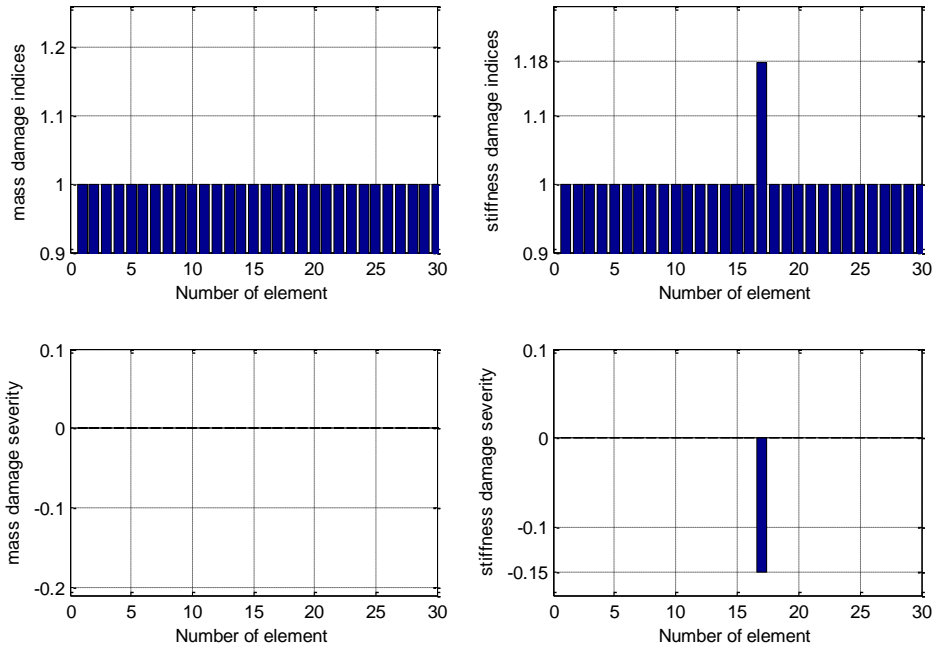 mass damage indices
1.2
1.1
1
0.9
0 5 10 15 20 25 30
Number of element
stiffness damage indices
1.18
1.1
1
0.9
0 5 10 15 20 25 30
Number of element
mass damage severity
0.1
0
-0.1
-0.2
0 5 10 15 20 25 30
Number of element
stiffness damage severity
0.1
0
-0.1
-0.15
0 5 10 15 20 25 30
Number of element